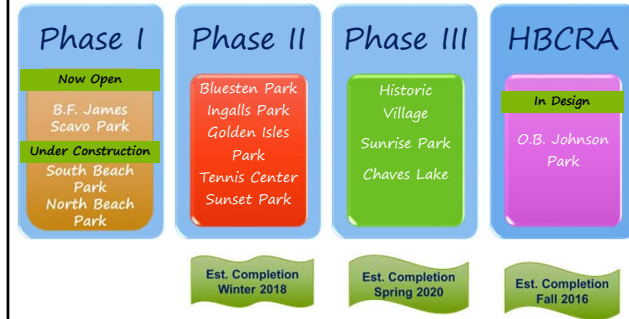 Phase I
Now Open
B.F. James
Scavo Park
Under Construction
South Beach
Park
North Beach
Park
Phase II
Bluesten Park
Ingalls Park
Golden Isles
Park
Tennis Center
Sunset Park
Est. Completion
Winter 2018
Phase III
Historic
Village
Sunrise Park
Chaves Lake
Est. Completion
Spring 2020
HBCRA
In Design
O.B. Johnson
Park
Est. Completion
Fall 2016